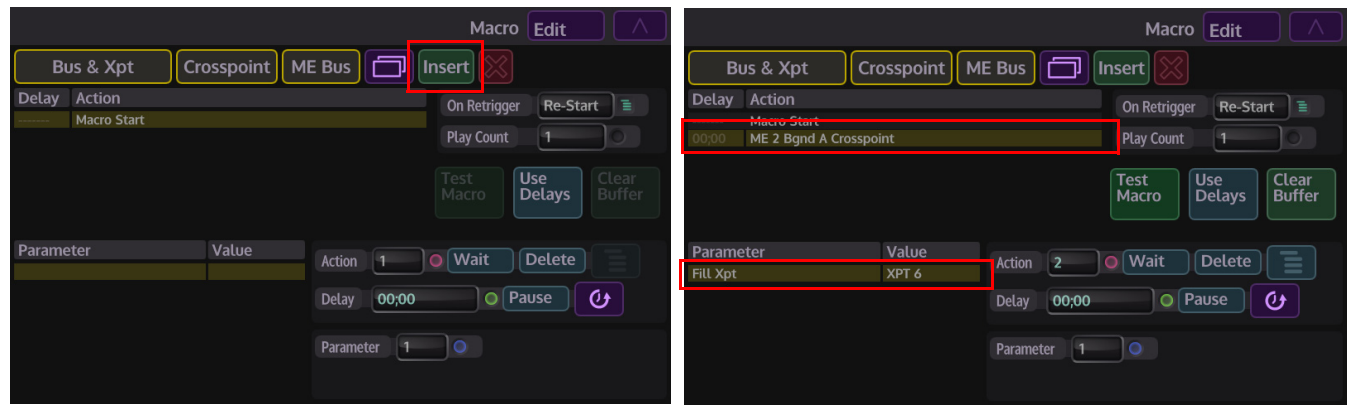 Macro Edit
Bus & Xpt Crosspoint ME Bus Insert
Delay Action
------- Macro Start
On Retrigger Re-Start
Play Count 1
Test Macro
Use Delays
Clear Buffer
Parameter Value
Action 1 Wait Delete
Delay 00;00 Pause
Parameter 1
Macro Edit
Bus & Xpt Crosspoint ME Bus Insert
Delay Action
------- Macro Start
00;00 ME 2 Bgnd A Crosspoint
On Retrigger Re-Start
Play Count 1
Test Macro
Use Delays
Clear Buffer
Parameter Value
Fill Xpt XPT 6
Action 2 Wait Delete
Delay 00;00 Pause
Parameter 1